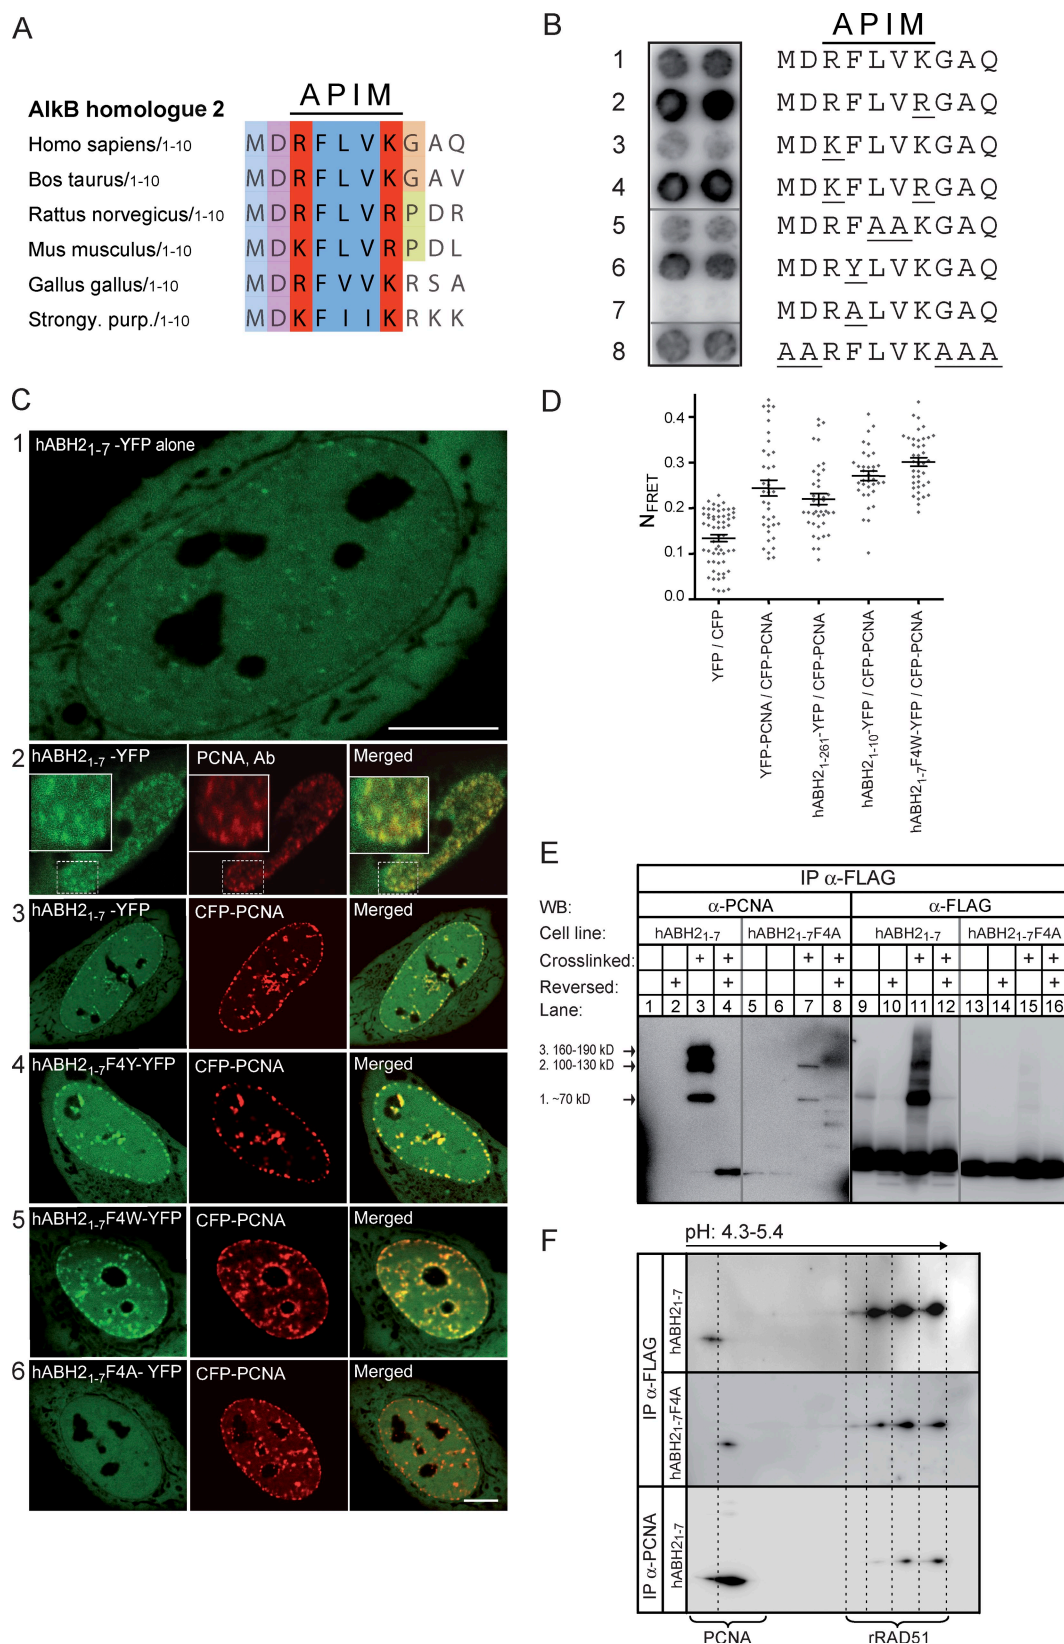 A
APIM
AlkB homologue 2
Homo sapiens/1-10 MDRFLVKGAQ
Bos taurus/1-10 MDRFLVKGAV
Rattus norvegicus/1-10 MDRFLVRPDR
Mus musculus/1-10 MDKFLVRPDL
Gallus gallus/1-10 MDKFVVKRSA
Strongy. purp./1-10 MDKFIIKRKK
B
APIM
1 MDRFLVKGAQ
2 MDRFLVRGAQ
3 MDKFLVKGAQ
4 MDKFLVRGAQ
5 MDRFAAKGAQ
6 MDRYLVKGAQ
7 MDRALVKGAQ
8 AARFLVKAAA
C
1 hABH2₁₋₇-YFP alone
2 hABH2₁₋₇-YFP PCNA, Ab Merged
3 hABH2₁₋₇-YFP CFP-PCNA Merged
4 hABH2₁₋₇F4Y-YFP CFP-PCNA Merged
5 hABH2₁₋₇F4W-YFP CFP-PCNA Merged
6 hABH2₁₋₇F4A-YFP CFP-PCNA Merged
D
N_FRET
0.4
0.3
0.2
0.1
0.0
YFP / CFP
YFP-PCNA / CFP-PCNA
hABH2₁₋₂₆₁-YFP / CFP-PCNA
hABH2₁₋₁₀-YFP / CFP-PCNA
hABH2₁₋₇F4W-YFP / CFP-PCNA
E
IP α-FLAG
WB: α-PCNA α-FLAG
Cell line: hABH2₁₋₇ hABH2₁₋₇F4A hABH2₁₋₇ hABH2₁₋₇F4A
Crosslinked: + + + + + + + +
Reversed: + + + + + + +
Lane: 1 2 3 4 5 6 7 8 9 10 11 12 13 14 15 16
3. 160-190 kD
2. 100-130 kD
1. ~70 kD
F
pH: 4.3-5.4
IP α-FLAG
hABH2₁₋₇
hABH2₁₋₇F4A
IP α-PCNA
hABH2₁₋₇
PCNA rRAD51